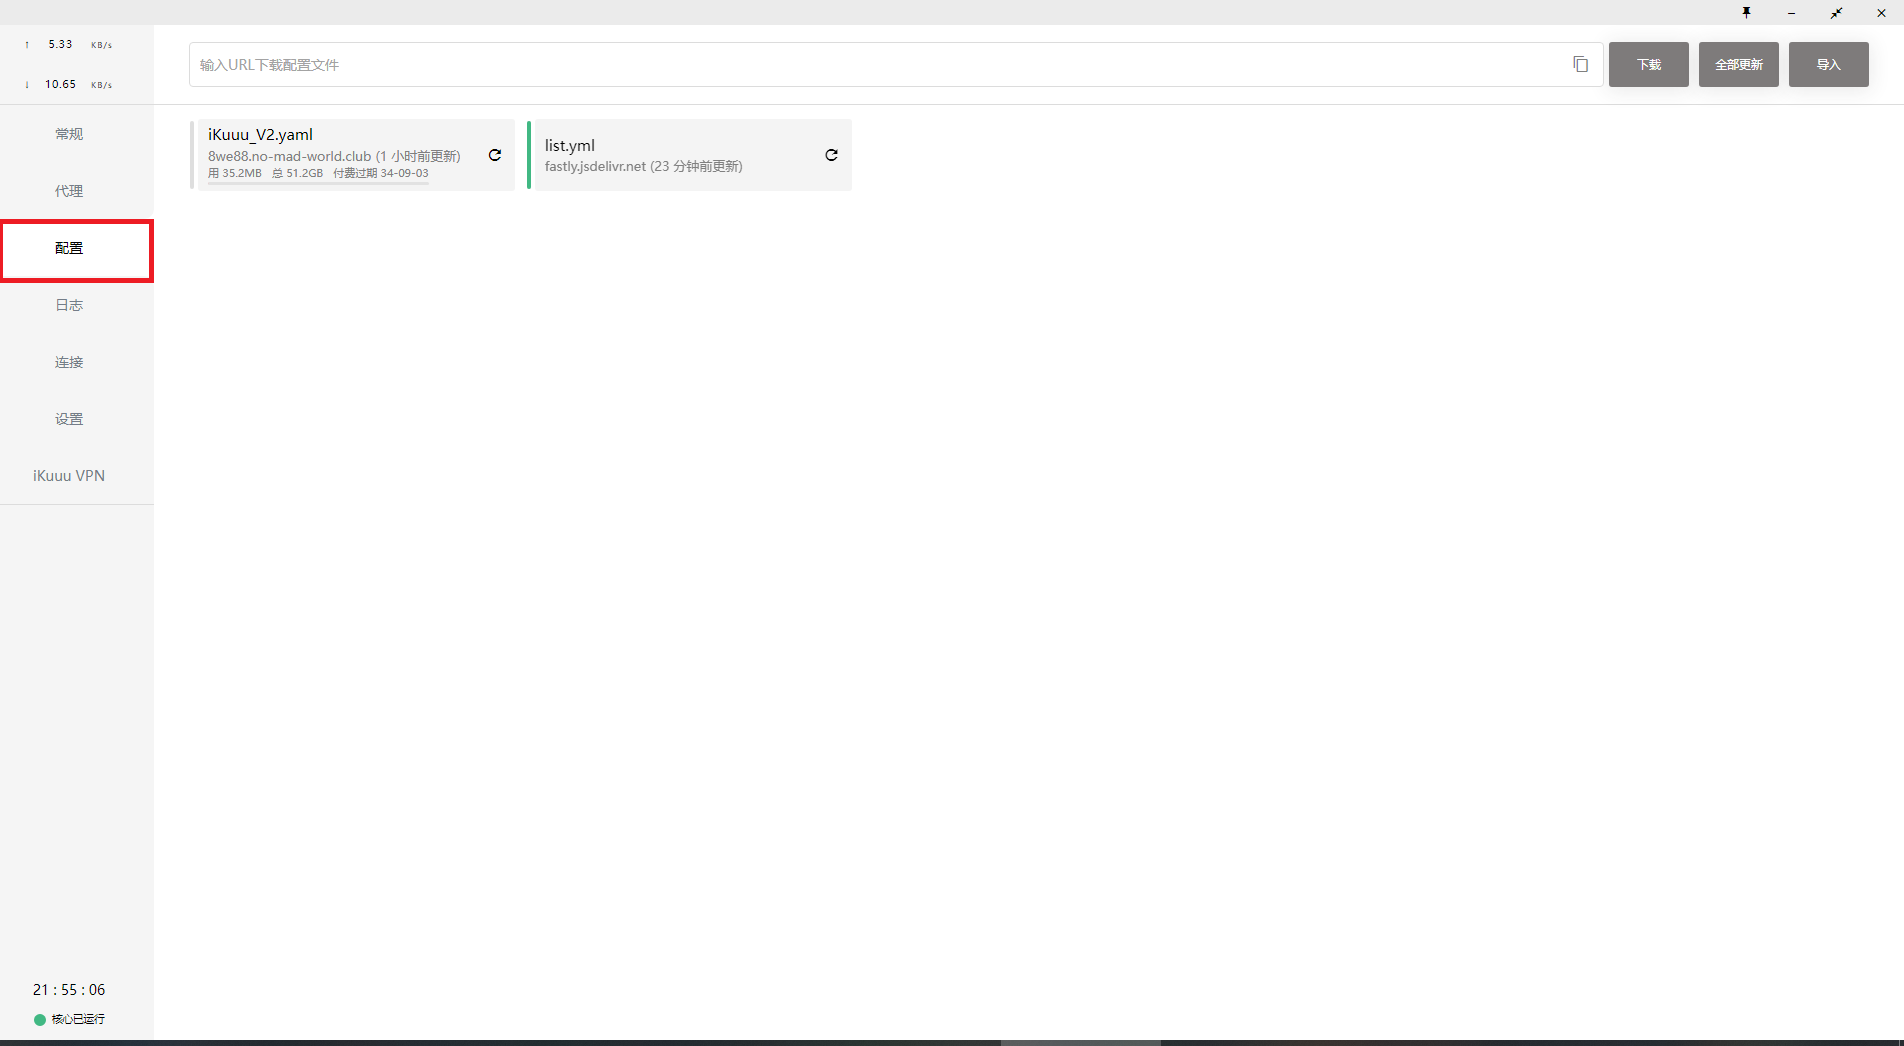 ↑ 5.33 KB/s
↓ 10.65 KB/s
常规
代理
配置
日志
连接
设置
iKuuu VPN
21 : 55 : 06
核心已运行
输入URL下载配置文件
下载
全部更新
导入
iKuuu_V2.yaml
8we88.no-mad-world.club (1 小时前更新)
用 35.2MB 总 51.2GB 付费过期 34-09-03
list.yml
fastly.jsdelivr.net (23 分钟前更新)